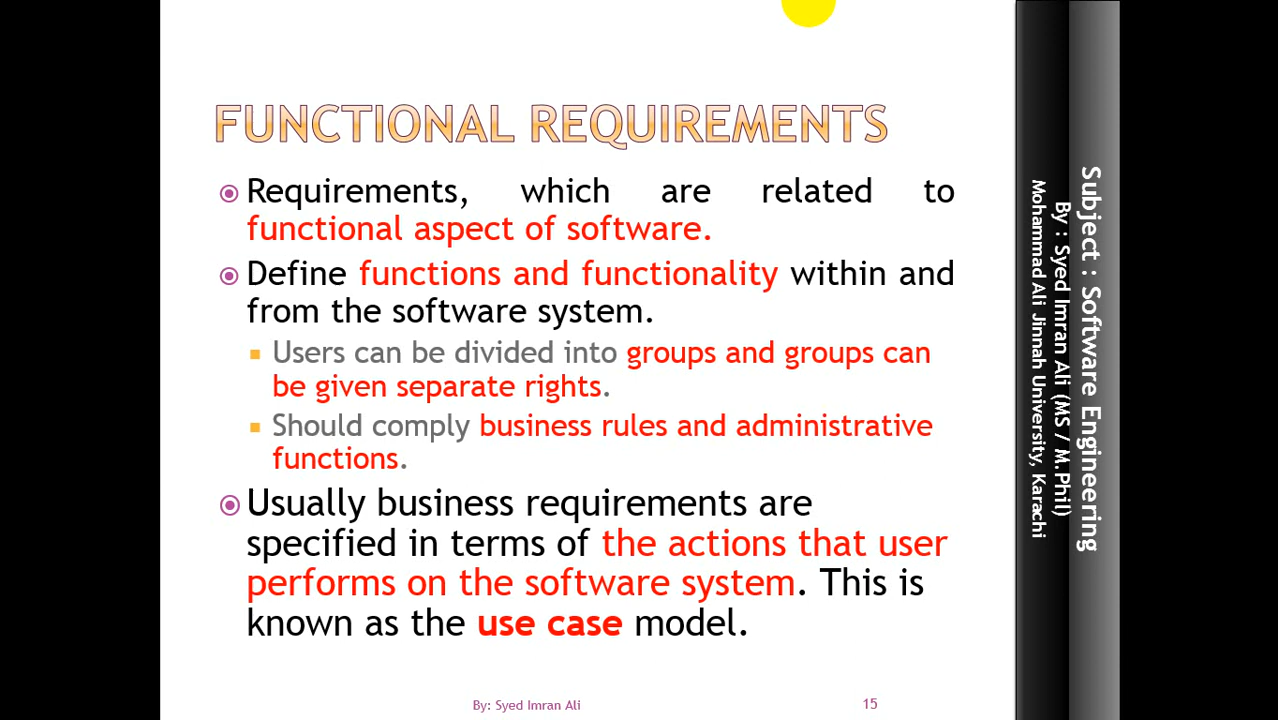 FUNCTIONAL REQUIREMENTS
Requirements, which are related to
functional aspect of software.
Define functions and functionality within and
from the software system.
Users can be divided into groups and groups can
be given separate rights.
Should comply business rules and administrative
functions.
Usually business requirements are
specified in terms of the actions that user
performs on the software system. This is
known as the use case model.
By: Syed Imran Ali
15
Subject : Software Engineering
By : Syed Imran Ali (MS / M.Phil)
Mohammad Ali Jinnah University, Karachi